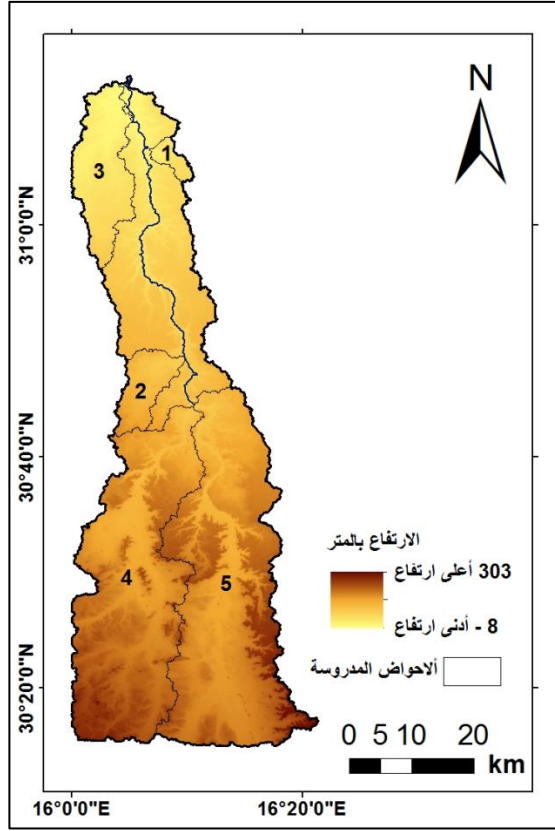 N
1
3
31°0'0"N
2
30°40'0"N
4
5
الارتفاع بالمتر
303 أعلى ارتفاع
8 - أدنى ارتفاع
ألاحواض المدروسة
30°20'0"N
0 5 10 20
km
16°0'0"E 16°20'0"E